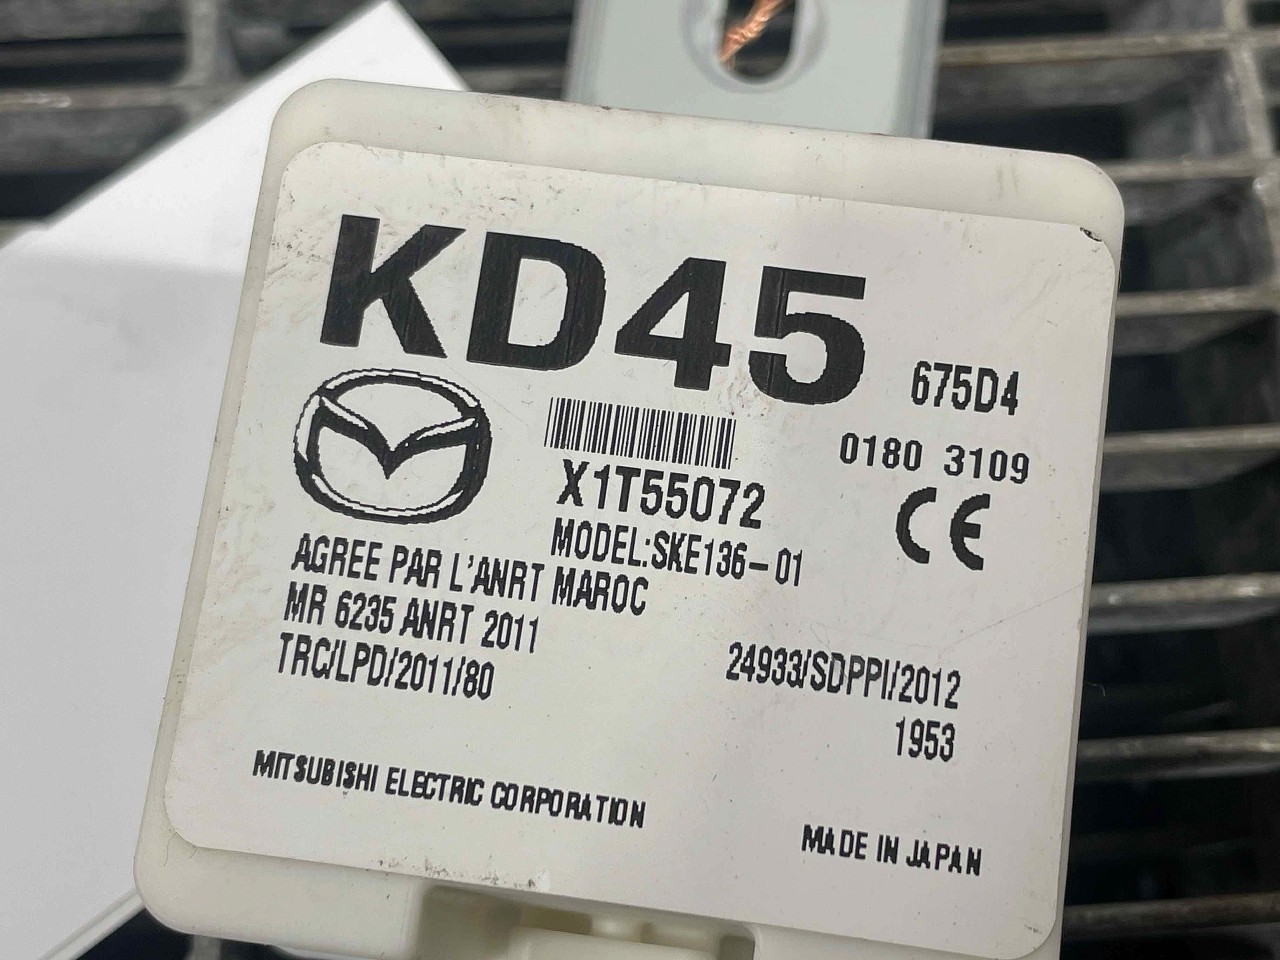 KD45
675D4
0180 3109
X1T55072
MODEL:SKE136-01
CE
AGREE PAR L'ANRT MAROC
MR 6235 ANRT 2011
TRC/LPD/2011/80
24933/SDPPI/2012
1953
MITSUBISHI ELECTRIC CORPORATION
MADE IN JAPAN